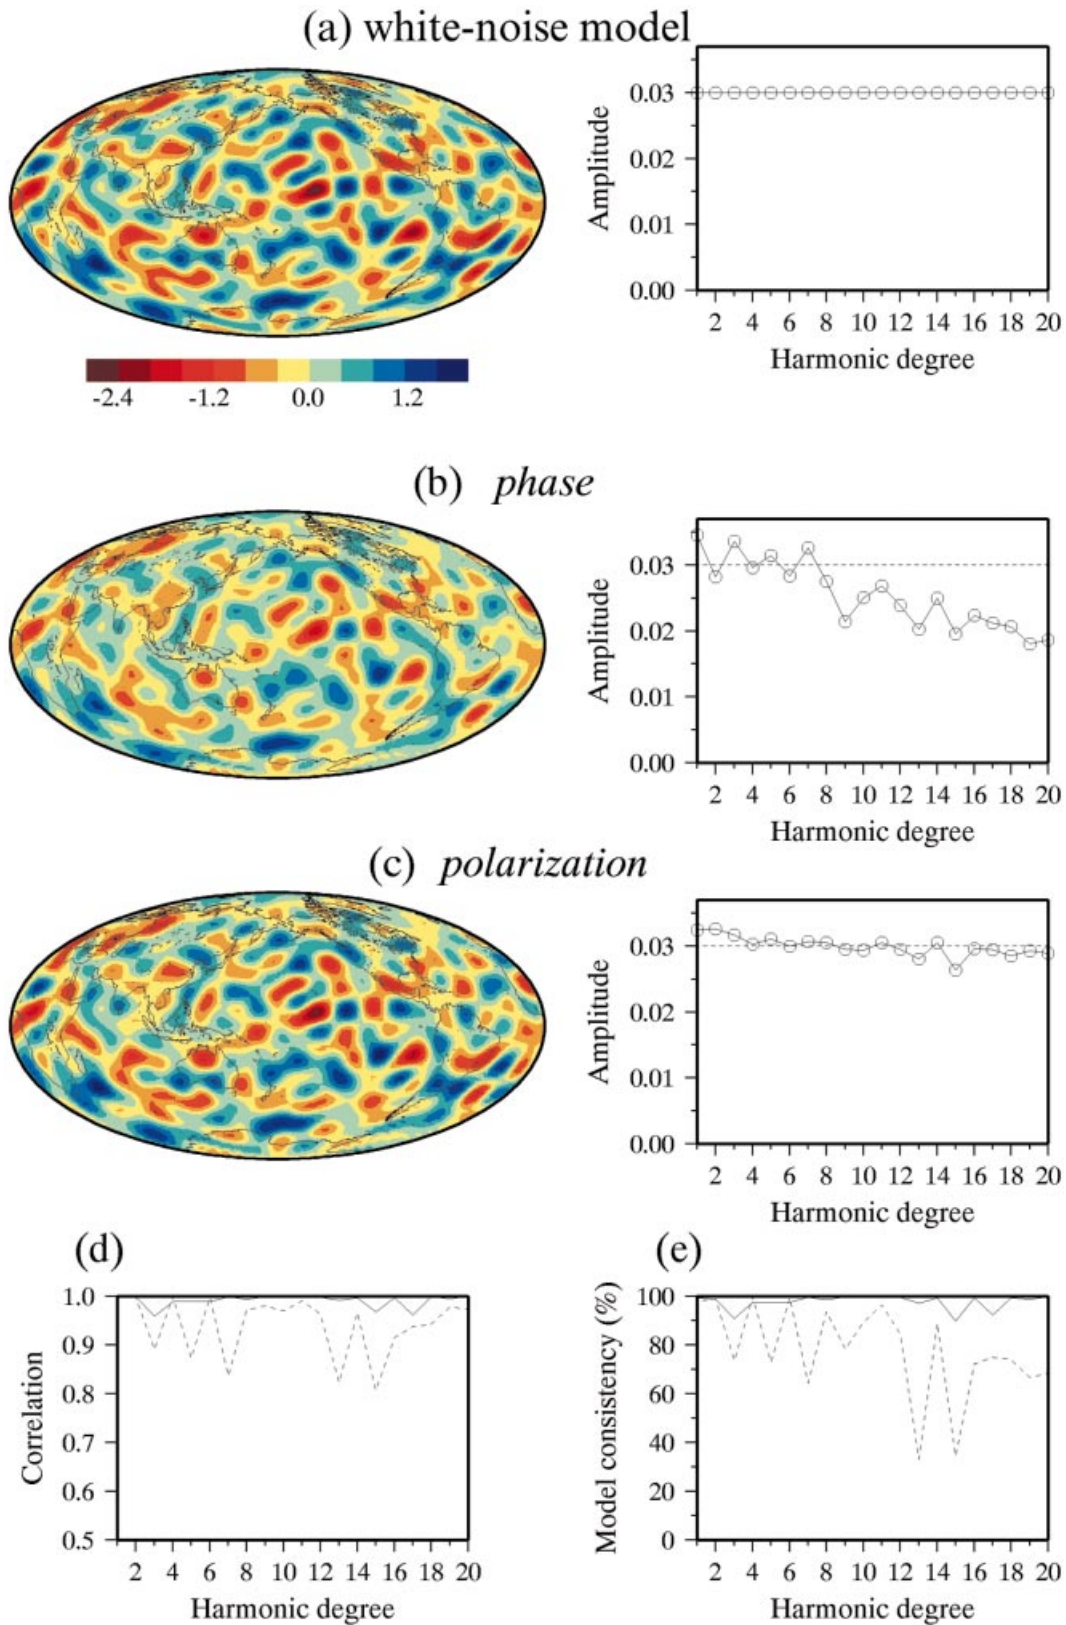 (a) white-noise model
0.03
0.02
0.01
0.00
Amplitude
2 4 6 8 10 12 14 16 18 20
Harmonic degree
-2.4 -1.2 0.0 1.2
(b) phase
0.03
0.02
0.01
0.00
Amplitude
2 4 6 8 10 12 14 16 18 20
Harmonic degree
(c) polarization
0.03
0.02
0.01
0.00
Amplitude
2 4 6 8 10 12 14 16 18 20
Harmonic degree
(d)
1.0
0.9
0.8
0.7
0.6
0.5
Correlation
2 4 6 8 10 12 14 16 18 20
Harmonic degree
(e)
100
80
60
40
20
0
Model consistency (%)
2 4 6 8 10 12 14 16 18 20
Harmonic degree